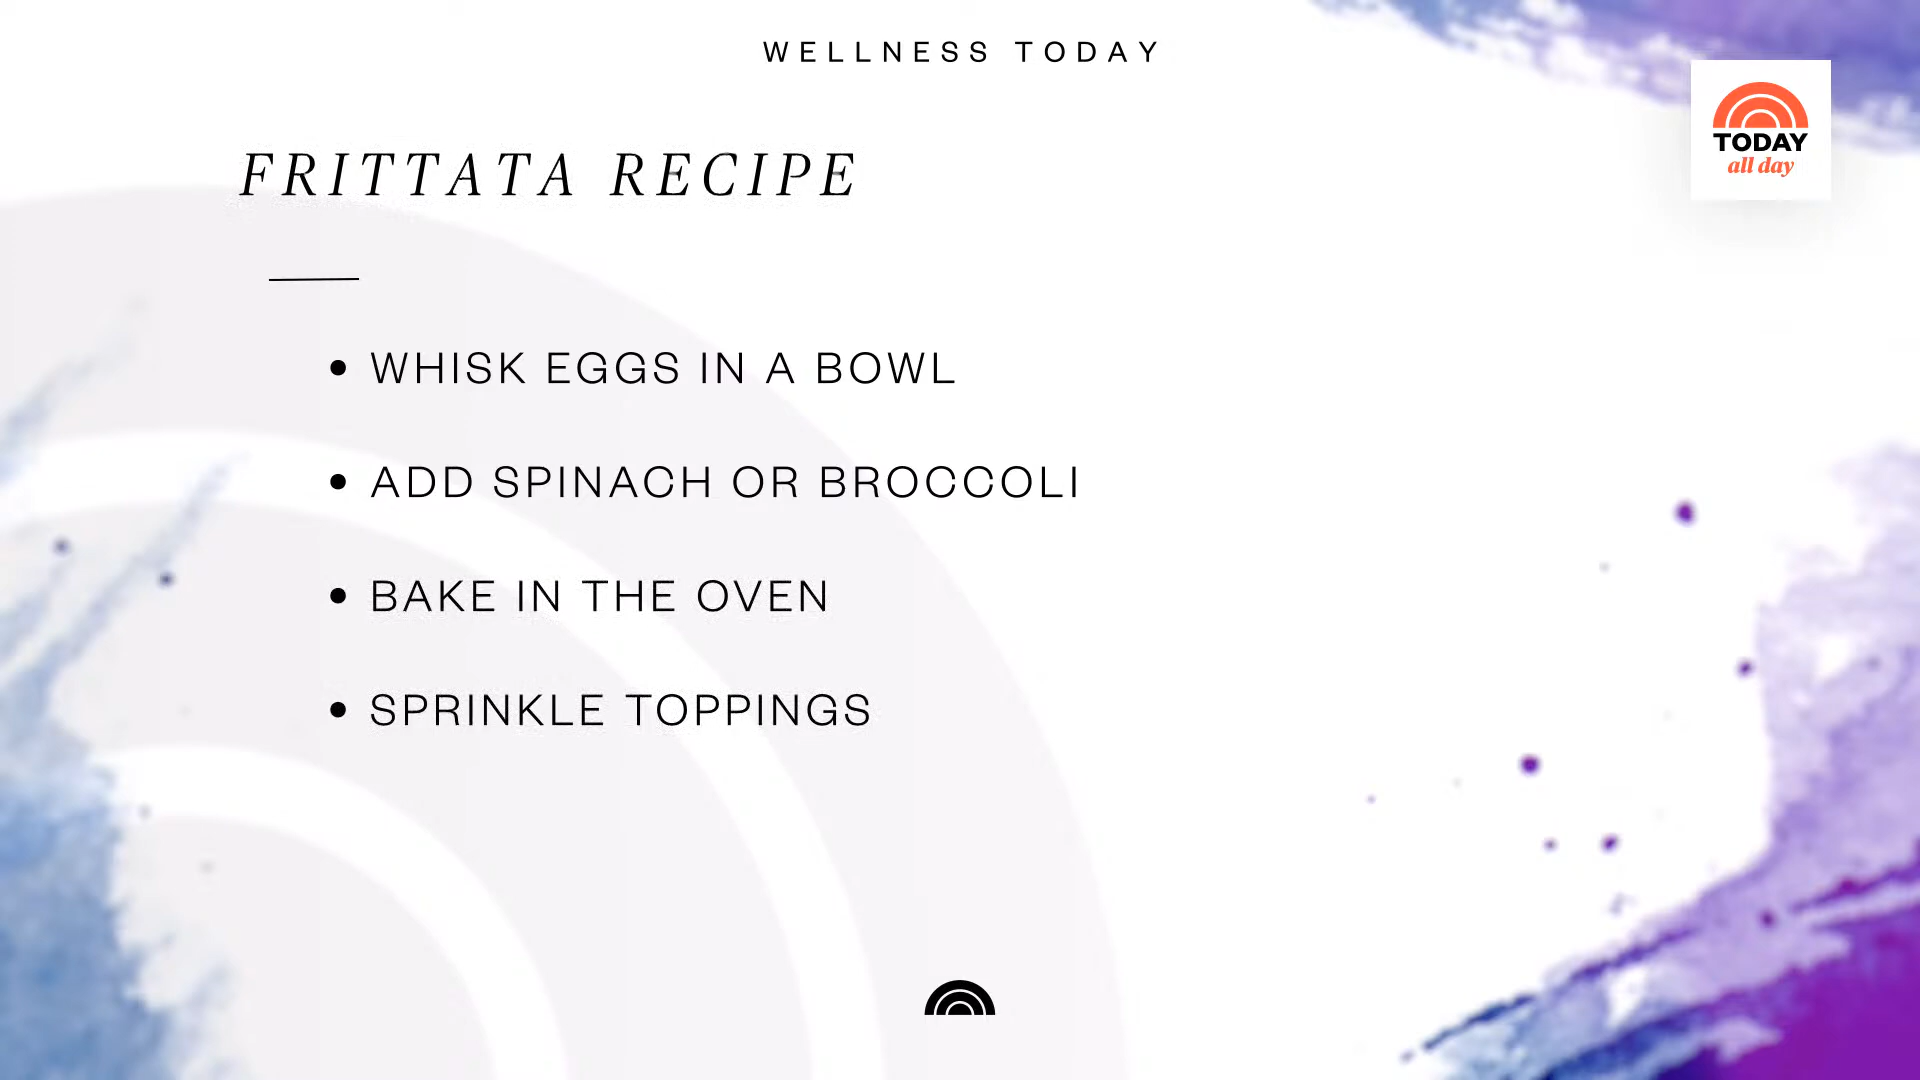 WELLNESS TODAY
TODAY
all day
FRITTATA RECIPE
• WHISK EGGS IN A BOWL
• ADD SPINACH OR BROCCOLI
• BAKE IN THE OVEN
• SPRINKLE TOPPINGS